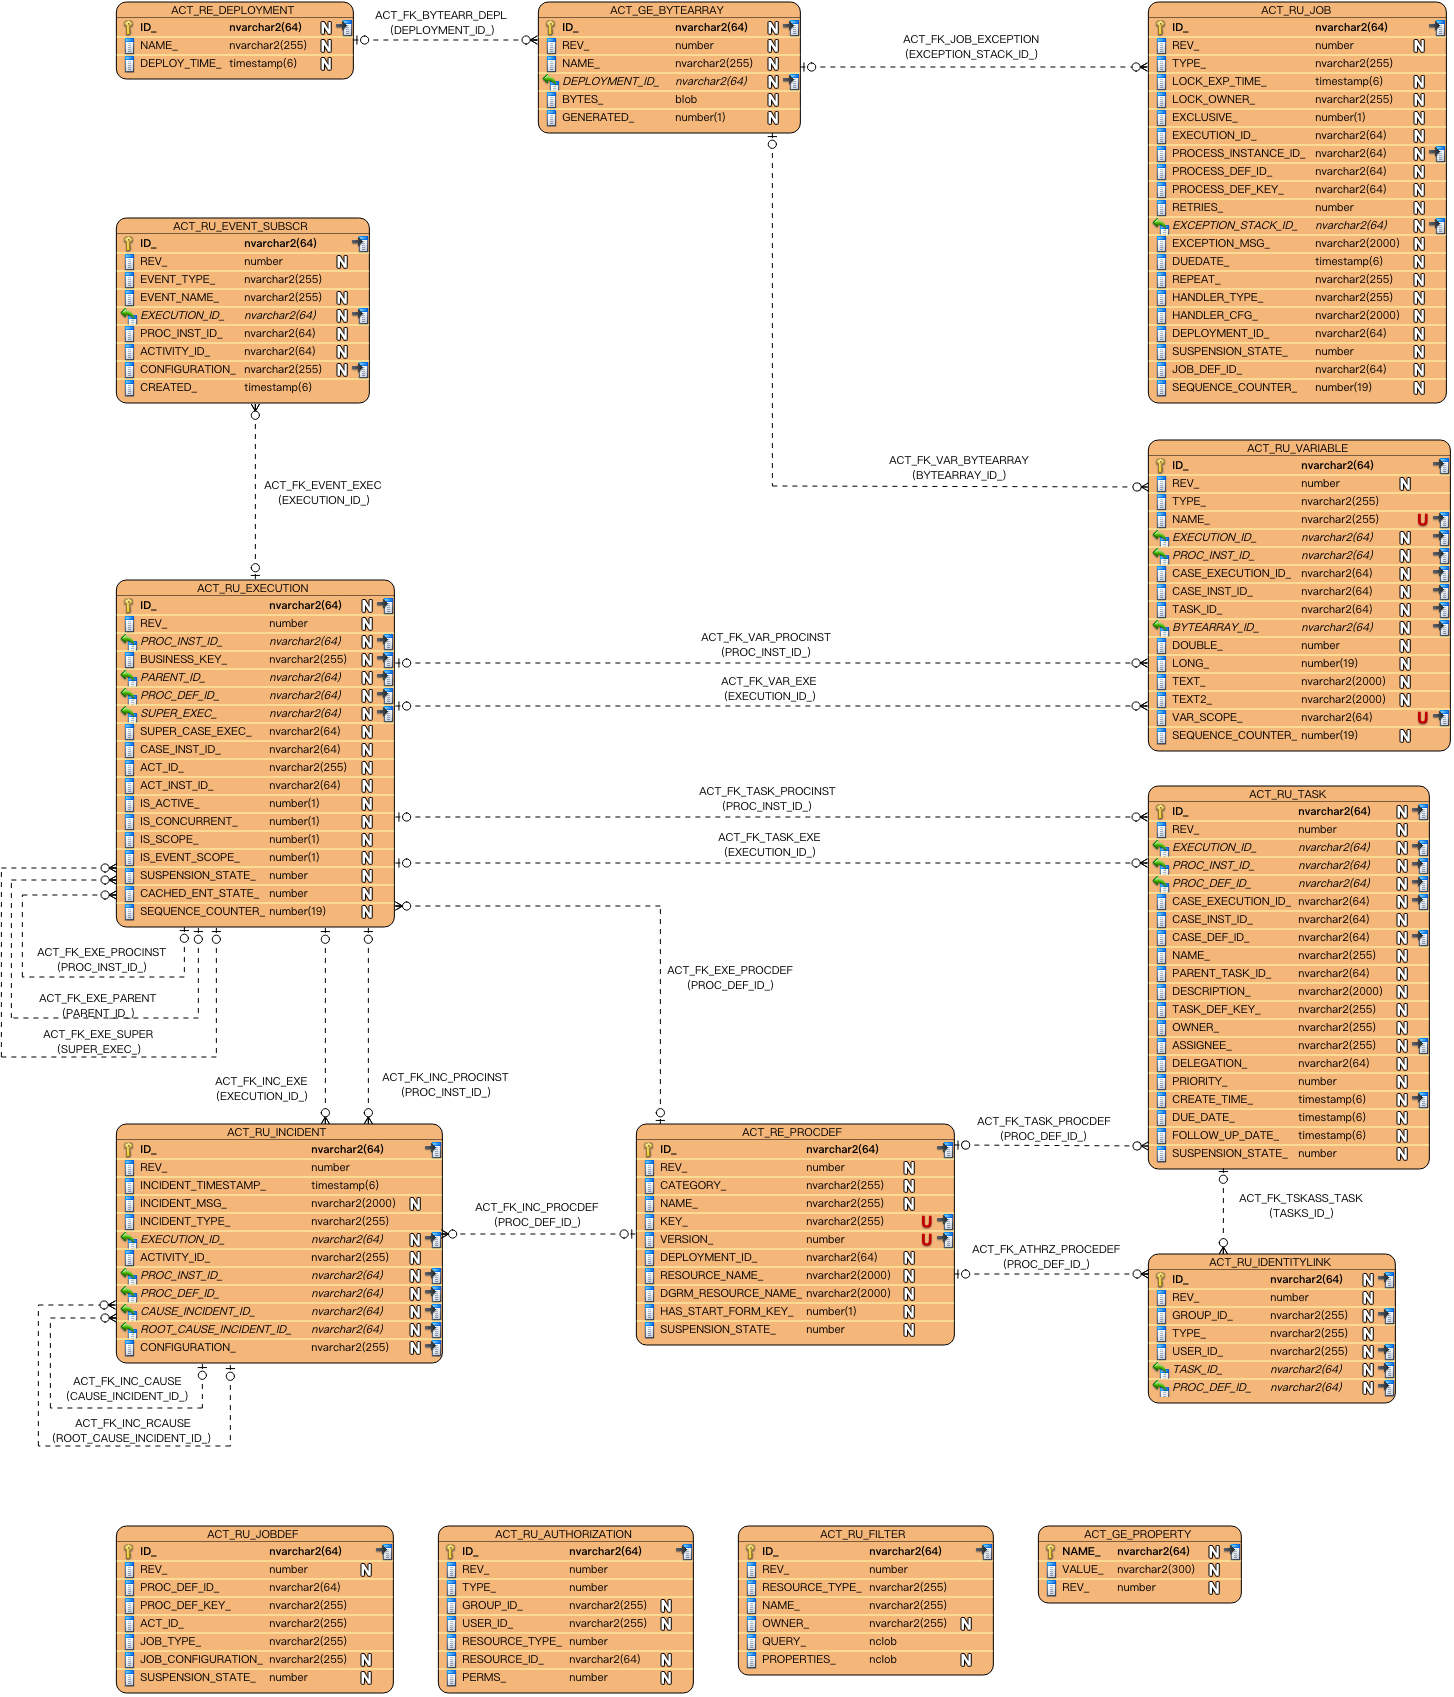 ACT_RE_DEPLOYMENT
ID_ nvarchar2(64) N
NAME_ nvarchar2(255) N
DEPLOY_TIME_ timestamp(6) N
ACT_FK_BYTEARR_DEPL
(DEPLOYMENT_ID_)
ACT_GE_BYTEARRAY
ID_ nvarchar2(64) N
REV_ number N
NAME_ nvarchar2(255) N
DEPLOYMENT_ID_ nvarchar2(64) N
BYTES_ blob N
GENERATED_ number(1) N
ACT_FK_JOB_EXCEPTION
(EXCEPTION_STACK_ID_)
ACT_RU_JOB
ID_ nvarchar2(64)
REV_ number N
TYPE_ nvarchar2(255)
LOCK_EXP_TIME_ timestamp(6) N
LOCK_OWNER_ nvarchar2(255) N
EXCLUSIVE_ number(1) N
EXECUTION_ID_ nvarchar2(64) N
PROCESS_INSTANCE_ID_ nvarchar2(64) N
PROCESS_DEF_ID_ nvarchar2(64) N
PROCESS_DEF_KEY_ nvarchar2(64) N
RETRIES_ number N
EXCEPTION_STACK_ID_ nvarchar2(64) N
EXCEPTION_MSG_ nvarchar2(2000) N
DUEDATE_ timestamp(6) N
REPEAT_ nvarchar2(255) N
HANDLER_TYPE_ nvarchar2(255) N
HANDLER_CFG_ nvarchar2(2000) N
DEPLOYMENT_ID_ nvarchar2(64) N
SUSPENSION_STATE_ number N
JOB_DEF_ID_ nvarchar2(64) N
SEQUENCE_COUNTER_ number(19) N
ACT_RU_EVENT_SUBSCR
ID_ nvarchar2(64)
REV_ number N
EVENT_TYPE_ nvarchar2(255)
EVENT_NAME_ nvarchar2(255) N
EXECUTION_ID_ nvarchar2(64) N
PROC_INST_ID_ nvarchar2(64) N
ACTIVITY_ID_ nvarchar2(64) N
CONFIGURATION_ nvarchar2(255) N
CREATED_ timestamp(6)
ACT_FK_EVENT_EXEC
(EXECUTION_ID_)
ACT_FK_VAR_BYTEARRAY
(BYTEARRAY_ID_)
ACT_RU_VARIABLE
ID_ nvarchar2(64)
REV_ number N
TYPE_ nvarchar2(255)
NAME_ nvarchar2(255) U
EXECUTION_ID_ nvarchar2(64) N
PROC_INST_ID_ nvarchar2(64) N
CASE_EXECUTION_ID_ nvarchar2(64) N
CASE_INST_ID_ nvarchar2(64) N
TASK_ID_ nvarchar2(64) N
BYTEARRAY_ID_ nvarchar2(64) N
DOUBLE_ number N
LONG_ number(19) N
TEXT_ nvarchar2(2000) N
TEXT2_ nvarchar2(2000) N
VAR_SCOPE_ nvarchar2(64) U
SEQUENCE_COUNTER_ number(19) N
ACT_RU_EXECUTION
ID_ nvarchar2(64) N
REV_ number N
PROC_INST_ID_ nvarchar2(64) N
BUSINESS_KEY_ nvarchar2(255) N
PARENT_ID_ nvarchar2(64) N
PROC_DEF_ID_ nvarchar2(64) N
SUPER_EXEC_ nvarchar2(64) N
SUPER_CASE_EXEC_ nvarchar2(64) N
CASE_INST_ID_ nvarchar2(64) N
ACT_ID_ nvarchar2(255) N
ACT_INST_ID_ nvarchar2(64) N
IS_ACTIVE_ number(1) N
IS_CONCURRENT_ number(1) N
IS_SCOPE_ number(1) N
IS_EVENT_SCOPE_ number(1) N
SUSPENSION_STATE_ number N
CACHED_ENT_STATE_ number N
SEQUENCE_COUNTER_ number(19) N
ACT_FK_VAR_PROCINST
(PROC_INST_ID_)
ACT_FK_VAR_EXE
(EXECUTION_ID_)
ACT_FK_TASK_PROCINST
(PROC_INST_ID_)
ACT_FK_TASK_EXE
(EXECUTION_ID_)
ACT_RU_TASK
ID_ nvarchar2(64) N
REV_ number N
EXECUTION_ID_ nvarchar2(64) N
PROC_INST_ID_ nvarchar2(64) N
PROC_DEF_ID_ nvarchar2(64) N
CASE_EXECUTION_ID_ nvarchar2(64) N
CASE_INST_ID_ nvarchar2(64) N
CASE_DEF_ID_ nvarchar2(64) N
NAME_ nvarchar2(255) N
PARENT_TASK_ID_ nvarchar2(64) N
DESCRIPTION_ nvarchar2(2000) N
TASK_DEF_KEY_ nvarchar2(255) N
OWNER_ nvarchar2(255) N
ASSIGNEE_ nvarchar2(255) N
DELEGATION_ nvarchar2(64) N
PRIORITY_ number N
CREATE_TIME_ timestamp(6) N
DUE_DATE_ timestamp(6) N
FOLLOW_UP_DATE_ timestamp(6) N
SUSPENSION_STATE_ number N
ACT_FK_EXE_PROCINST
(PROC_INST_ID_)
ACT_FK_EXE_PARENT
(PARENT_ID_)
ACT_FK_EXE_SUPER
(SUPER_EXEC_)
ACT_FK_EXE_PROCDEF
(PROC_DEF_ID_)
ACT_FK_INC_EXE
(EXECUTION_ID_)
ACT_FK_INC_PROCINST
(PROC_INST_ID_)
ACT_RU_INCIDENT
ID_ nvarchar2(64)
REV_ number
INCIDENT_TIMESTAMP_ timestamp(6)
INCIDENT_MSG_ nvarchar2(2000) N
INCIDENT_TYPE_ nvarchar2(255)
EXECUTION_ID_ nvarchar2(64) N
ACTIVITY_ID_ nvarchar2(255) N
PROC_INST_ID_ nvarchar2(64) N
PROC_DEF_ID_ nvarchar2(64) N
CAUSE_INCIDENT_ID_ nvarchar2(64) N
ROOT_CAUSE_INCIDENT_ID_ nvarchar2(64) N
CONFIGURATION_ nvarchar2(255) N
ACT_FK_INC_PROCDEF
(PROC_DEF_ID_)
ACT_RE_PROCDEF
ID_ nvarchar2(64)
REV_ number N
CATEGORY_ nvarchar2(255) N
NAME_ nvarchar2(255) N
KEY_ nvarchar2(255) U
VERSION_ number U
DEPLOYMENT_ID_ nvarchar2(64) N
RESOURCE_NAME_ nvarchar2(2000) N
DGRM_RESOURCE_NAME_ nvarchar2(2000) N
HAS_START_FORM_KEY_ number(1) N
SUSPENSION_STATE_ number N
ACT_FK_TASK_PROCDEF
(PROC_DEF_ID_)
ACT_FK_TSKASS_TASK
(TASKS_ID_)
ACT_FK_ATHRZ_PROCEDEF
(PROC_DEF_ID_)
ACT_RU_IDENTITYLINK
ID_ nvarchar2(64) N
REV_ number N
GROUP_ID_ nvarchar2(255) N
TYPE_ nvarchar2(255) N
USER_ID_ nvarchar2(255) N
TASK_ID_ nvarchar2(64) N
PROC_DEF_ID_ nvarchar2(64) N
ACT_FK_INC_CAUSE
(CAUSE_INCIDENT_ID_)
ACT_FK_INC_RCAUSE
(ROOT_CAUSE_INCIDENT_ID_)
ACT_RU_JOBDEF
ID_ nvarchar2(64)
REV_ number N
PROC_DEF_ID_ nvarchar2(64)
PROC_DEF_KEY_ nvarchar2(255)
ACT_ID_ nvarchar2(255)
JOB_TYPE_ nvarchar2(255)
JOB_CONFIGURATION_ nvarchar2(255) N
SUSPENSION_STATE_ number N
ACT_RU_AUTHORIZATION
ID_ nvarchar2(64)
REV_ number
TYPE_ number
GROUP_ID_ nvarchar2(255) N
USER_ID_ nvarchar2(255) N
RESOURCE_TYPE_ number
RESOURCE_ID_ nvarchar2(64) N
PERMS_ number N
ACT_RU_FILTER
ID_ nvarchar2(64)
REV_ number
RESOURCE_TYPE_ nvarchar2(255)
NAME_ nvarchar2(255)
OWNER_ nvarchar2(255) N
QUERY_ nclob
PROPERTIES_ nclob N
ACT_GE_PROPERTY
NAME_ nvarchar2(64) N
VALUE_ nvarchar2(300) N
REV_ number N